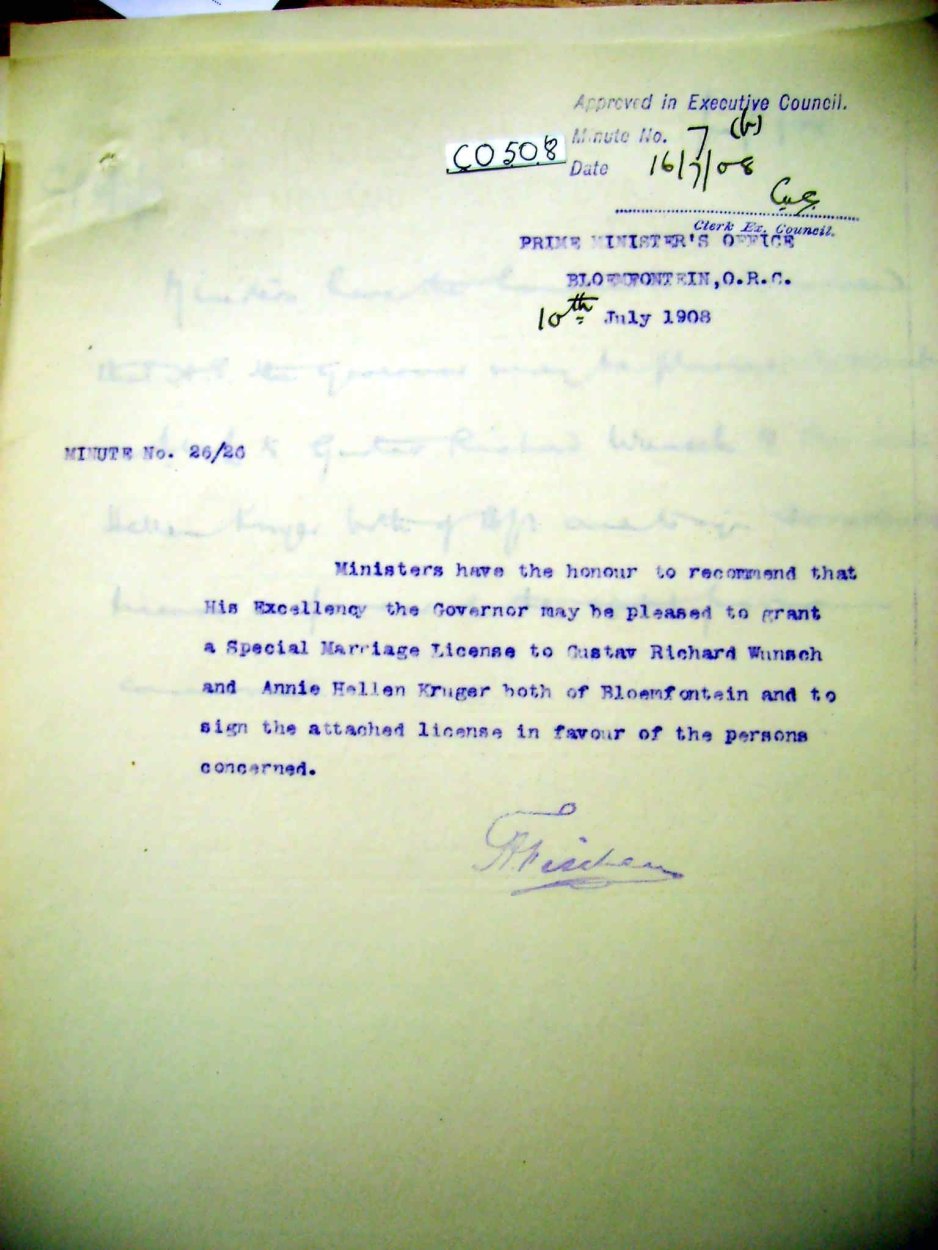 Approved in Executive Council.
Minute No. 7 (b)
CO 508
Date 16/7/08
Clerk Ex. Council.
PRIME MINISTER'S OFFICE
BLOEMFONTEIN, O.R.C.
10th July 1908
MINUTE No. 26/26
Ministers have the honour to recommend that
His Excellency the Governor may be pleased to grant
a Special Marriage License to Gustav Richard Wunsch
and Annie Hellen Kruger both of Bloemfontein and to
sign the attached license in favour of the persons
concerned.
A Fischer